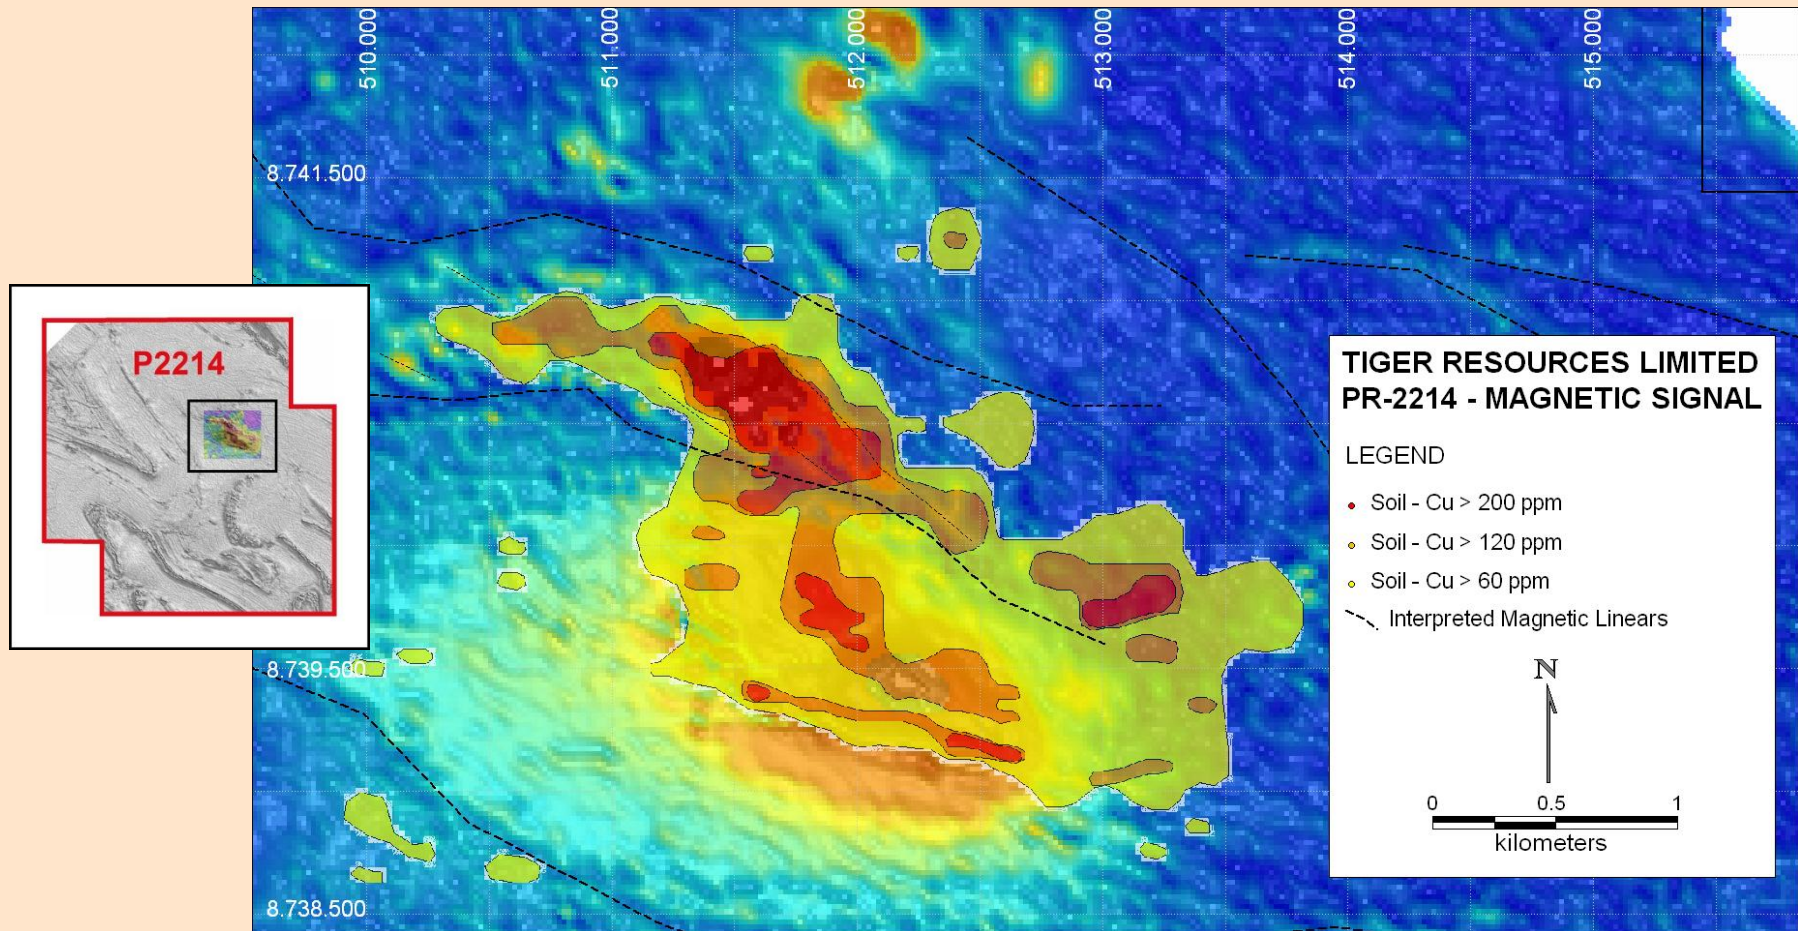 510.000
511.000
512.000
513.000
514.000
515.000
8.741.500
P2214
TIGER RESOURCES LIMITED
PR-2214 - MAGNETIC SIGNAL
LEGEND
Soil - Cu > 200 ppm
Soil - Cu > 120 ppm
Soil - Cu > 60 ppm
Interpreted Magnetic Linears
N
8.739.500
0 0.5 1
kilometers
8.738.500